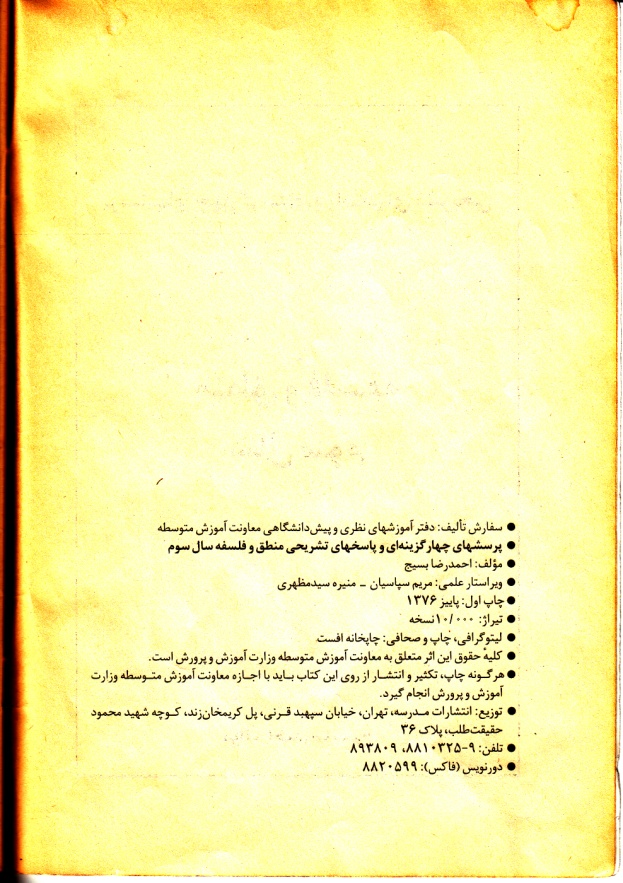 ● سفارش تألیف: دفتر آموزشهای نظری و پیش‌دانشگاهی معاونت آموزش متوسطه
● پرسشهای چهارگزینه‌ای و پاسخهای تشریحی منطق و فلسفه سال سوم
● مؤلف: احمدرضا بسیج
● ویراستار علمی: مریم سپاسیان – منیره سیدمظهری
● چاپ اول: پاییز ۱۳۷۶
● تیراژ: ۱۰/۰۰۰ نسخه
● لیتوگرافی، چاپ و صحافی: چاپخانه افست
● کلیهٔ حقوق این اثر متعلق به معاونت آموزش متوسطه وزارت آموزش و پرورش است.
● هرگونه چاپ، تکثیر و انتشار از روی این کتاب باید با اجازه معاونت آموزش متوسطه وزارت
آموزش و پرورش انجام گیرد.
● توزیع: انتشارات مدرسه، تهران، خیابان سپهبد قرنی، پل کریمخان‌زند، کوچه شهید محمود
حقیقت‌طلب، پلاک ۳۶
● تلفن: ۹-۸۸۱۰۳۲۵، ۸۹۳۸۰۹
● دورنویس (فاکس): ۸۸۲۰۵۹۹